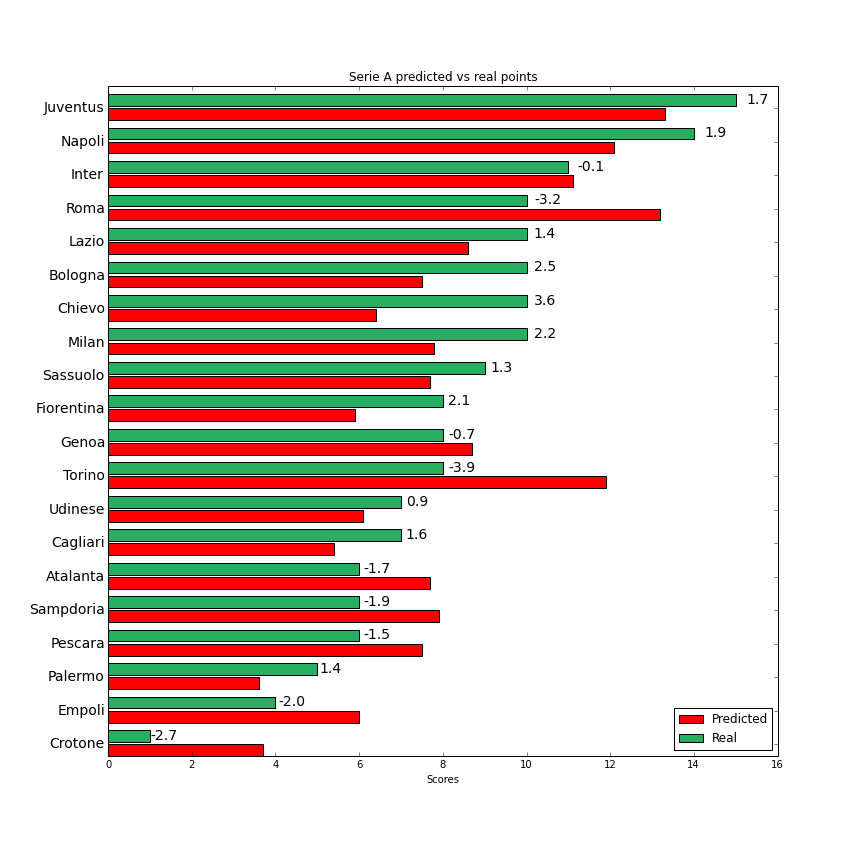 Serie A predicted vs real points
Juventus 1.7
Napoli 1.9
Inter -0.1
Roma -3.2
Lazio 1.4
Bologna 2.5
Chievo 3.6
Milan 2.2
Sassuolo 1.3
Fiorentina 2.1
Genoa -0.7
Torino -3.9
Udinese 0.9
Cagliari 1.6
Atalanta -1.7
Sampdoria -1.9
Pescara -1.5
Palermo 1.4
Empoli -2.0
Crotone -2.7
Predicted
Real
0 2 4 6 8 10 12 14 16
Scores